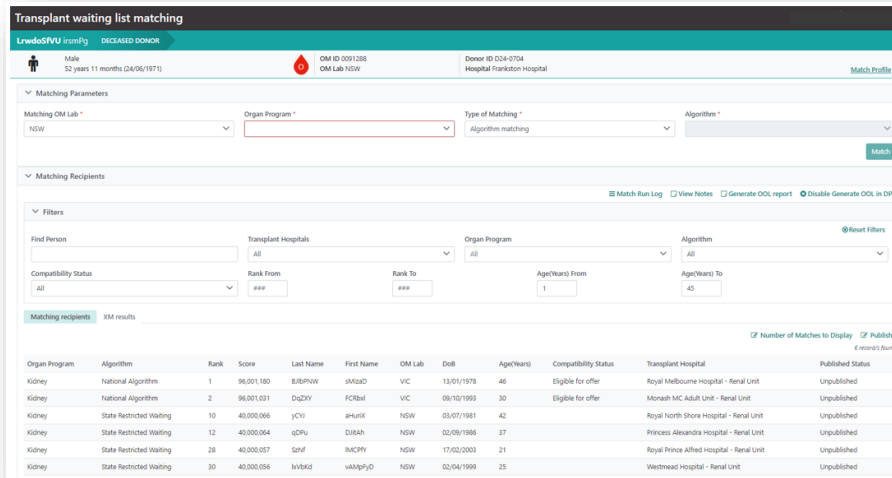 Transplant waiting list matching
LrwdoSfVU irsmPg DECEASED DONOR
Male
52 years 11 months (24/06/1971)
O
OM ID 0091288
OM Lab NSW
Donor ID D24-0704
Hospital Frankston Hospital
Match Profile
Matching Parameters
Matching OM Lab * Organ Program * Type of Matching * Algorithm *
NSW Algorithm matching
Match
Matching Recipients
Match Run Log View Notes Generate OOL report Disable Generate OOL in DP
Filters
Reset Filters
Find Person Transplant Hospitals Organ Program Algorithm
All All All
Compatibility Status Rank From Rank To Age(Years) From Age(Years) To
All ### ### 1 45
Matching recipients XM results
Number of Matches to Display Publish
6 record/s foun
Organ Program Algorithm Rank Score Last Name First Name OM Lab DoB Age(Years) Compatibility Status Transplant Hospital Published Status
Kidney National Algorithm 1 96,001,180 BJlbPNW sMizaD VIC 13/01/1978 46 Eligible for offer Royal Melbourne Hospital - Renal Unit Unpublished
Kidney National Algorithm 2 96,001,031 DqZXY FCRbxl VIC 09/10/1993 30 Eligible for offer Monash MC Adult Unit - Renal Unit Unpublished
Kidney State Restricted Waiting 10 40,000,066 yCYJ aHuriX NSW 03/07/1981 42 Royal North Shore Hospital - Renal Unit Unpublished
Kidney State Restricted Waiting 12 40,000,064 qDPu DJitAh NSW 02/09/1986 37 Princess Alexandra Hospital - Renal Unit Unpublished
Kidney State Restricted Waiting 28 40,000,057 SzNf lMCPfY NSW 17/02/2003 21 Royal Prince Alfred Hospital - Renal Unit Unpublished
Kidney State Restricted Waiting 30 40,000,056 lxVbKd vAMpFyD NSW 02/04/1999 25 Westmead Hospital - Renal Unit Unpublished